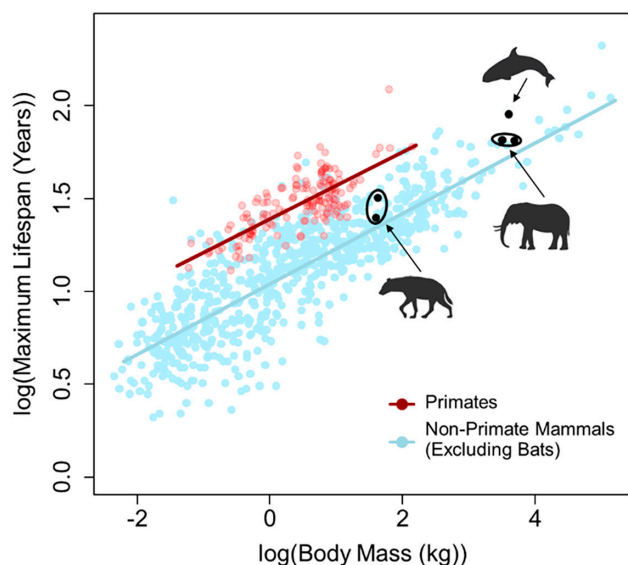 log(Maximum Lifespan (Years))
2.0
1.5
1.0
0.5
0.0
Primates
Non-Primate Mammals
(Excluding Bats)
-2
0
2
4
log(Body Mass (kg))